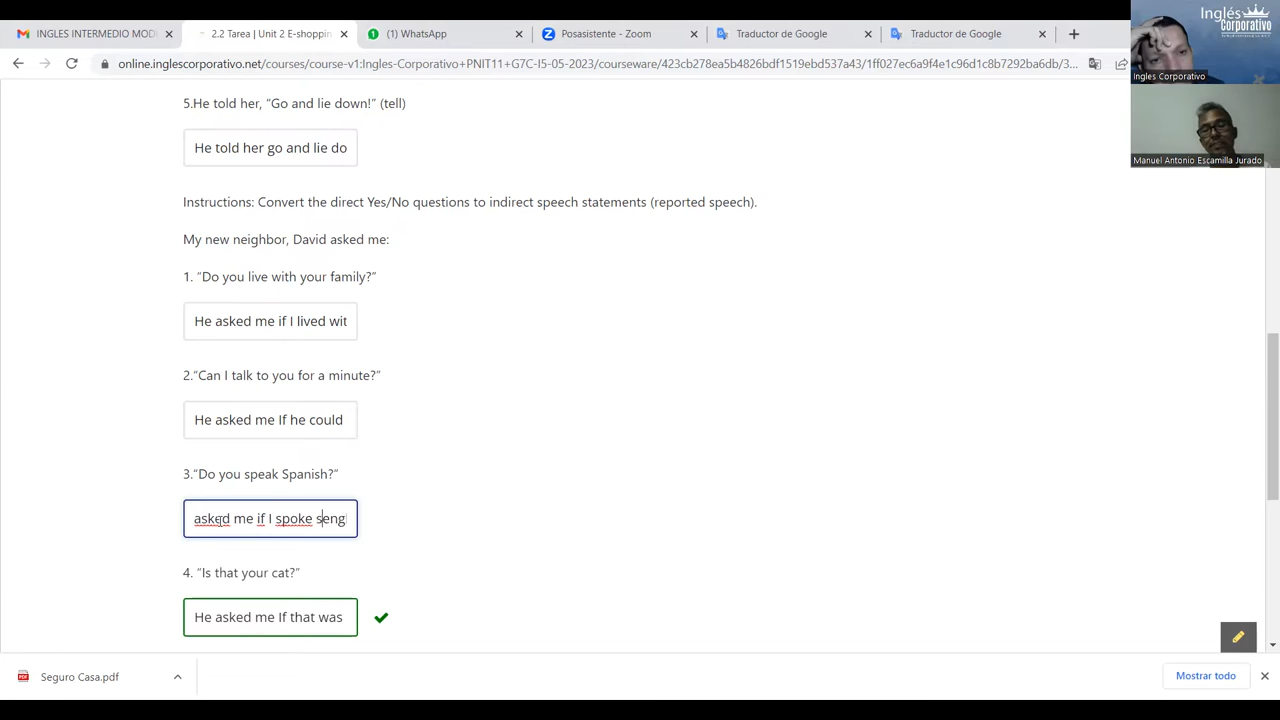 INGLES INTERMEDIO MOD
2.2 Tarea | Unit 2 E-shoppin
(1) WhatsApp
Posasistente - Zoom
Traductor de Google
Traductor de Google
Inglés
Corporativo
online.inglescorporativo.net/courses/course-v1:Ingles-Corporativo+PNIT11+G7C-I5-05-2023/courseware/423cb278ea5b4826bdf1519ebd537a43/1ff027ec6a9f4e1c96d1c8b7292ba6db/3...
Ingles Corporativo
Manuel Antonio Escamilla Jurado
5.He told her, “Go and lie down!” (tell)
He told her go and lie do
Instructions: Convert the direct Yes/No questions to indirect speech statements (reported speech).
My new neighbor, David asked me:
1. “Do you live with your family?”
He asked me if I lived wit
2.“Can I talk to you for a minute?”
He asked me If he could
3.“Do you speak Spanish?”
asked me if I spoke seng
4. “Is that your cat?”
He asked me If that was
Seguro Casa.pdf
Mostrar todo